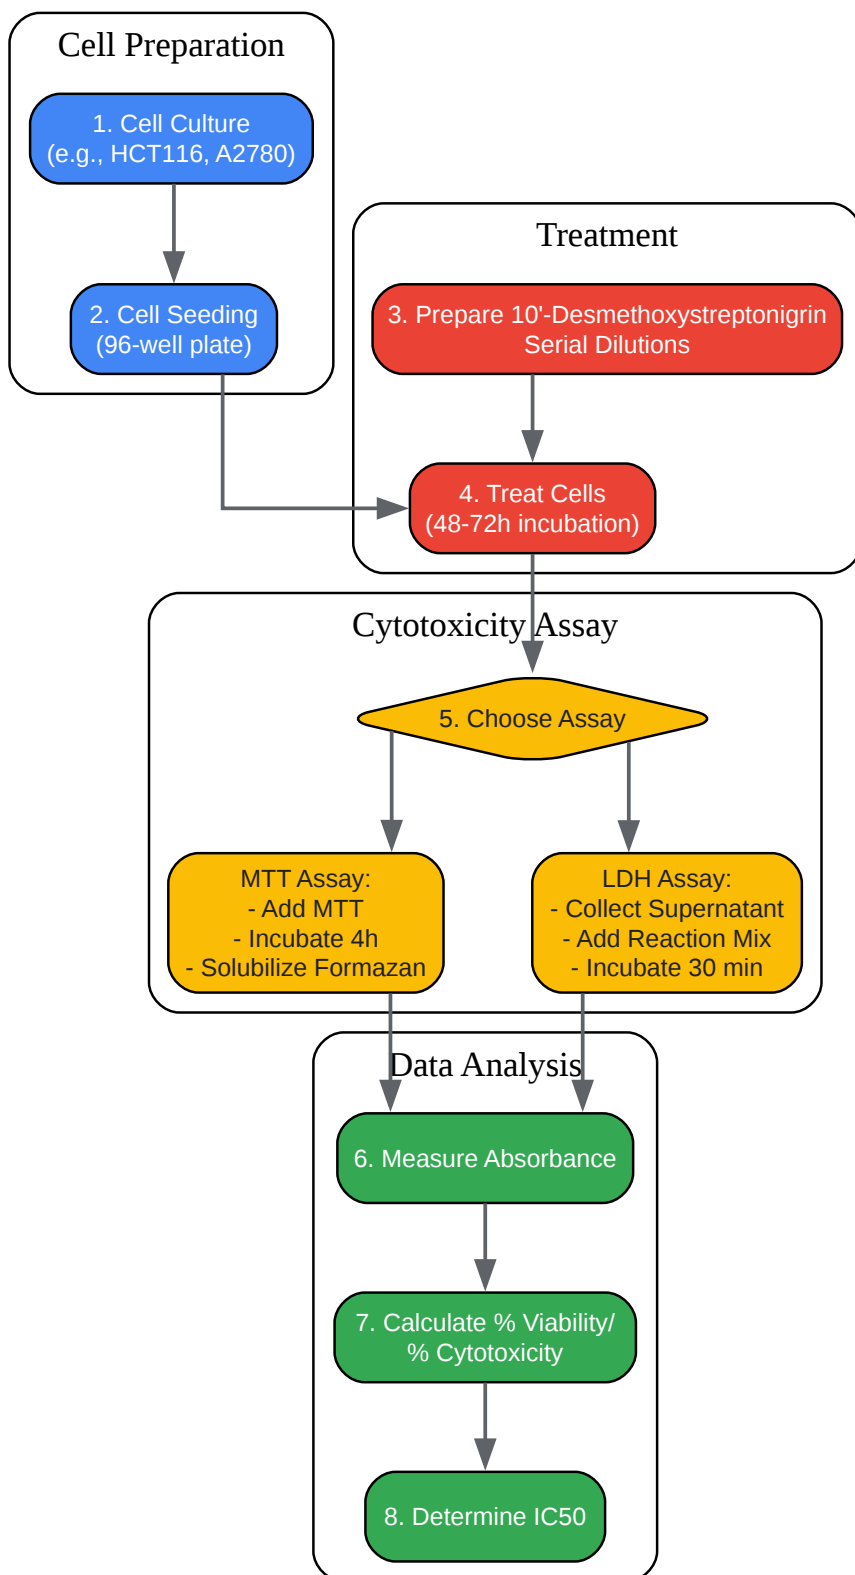 Cell Preparation
1. Cell Culture
(e.g., HCT116, A2780)
2. Cell Seeding
(96-well plate)
Treatment
3. Prepare 10'-Desmethoxystreptonigrin
Serial Dilutions
4. Treat Cells
(48-72h incubation)
Cytotoxicity Assay
5. Choose Assay
MTT Assay:
- Add MTT
- Incubate 4h
- Solubilize Formazan
LDH Assay:
- Collect Supernatant
- Add Reaction Mix
- Incubate 30 min
Data Analysis
6. Measure Absorbance
7. Calculate % Viability/
% Cytotoxicity
8. Determine IC50